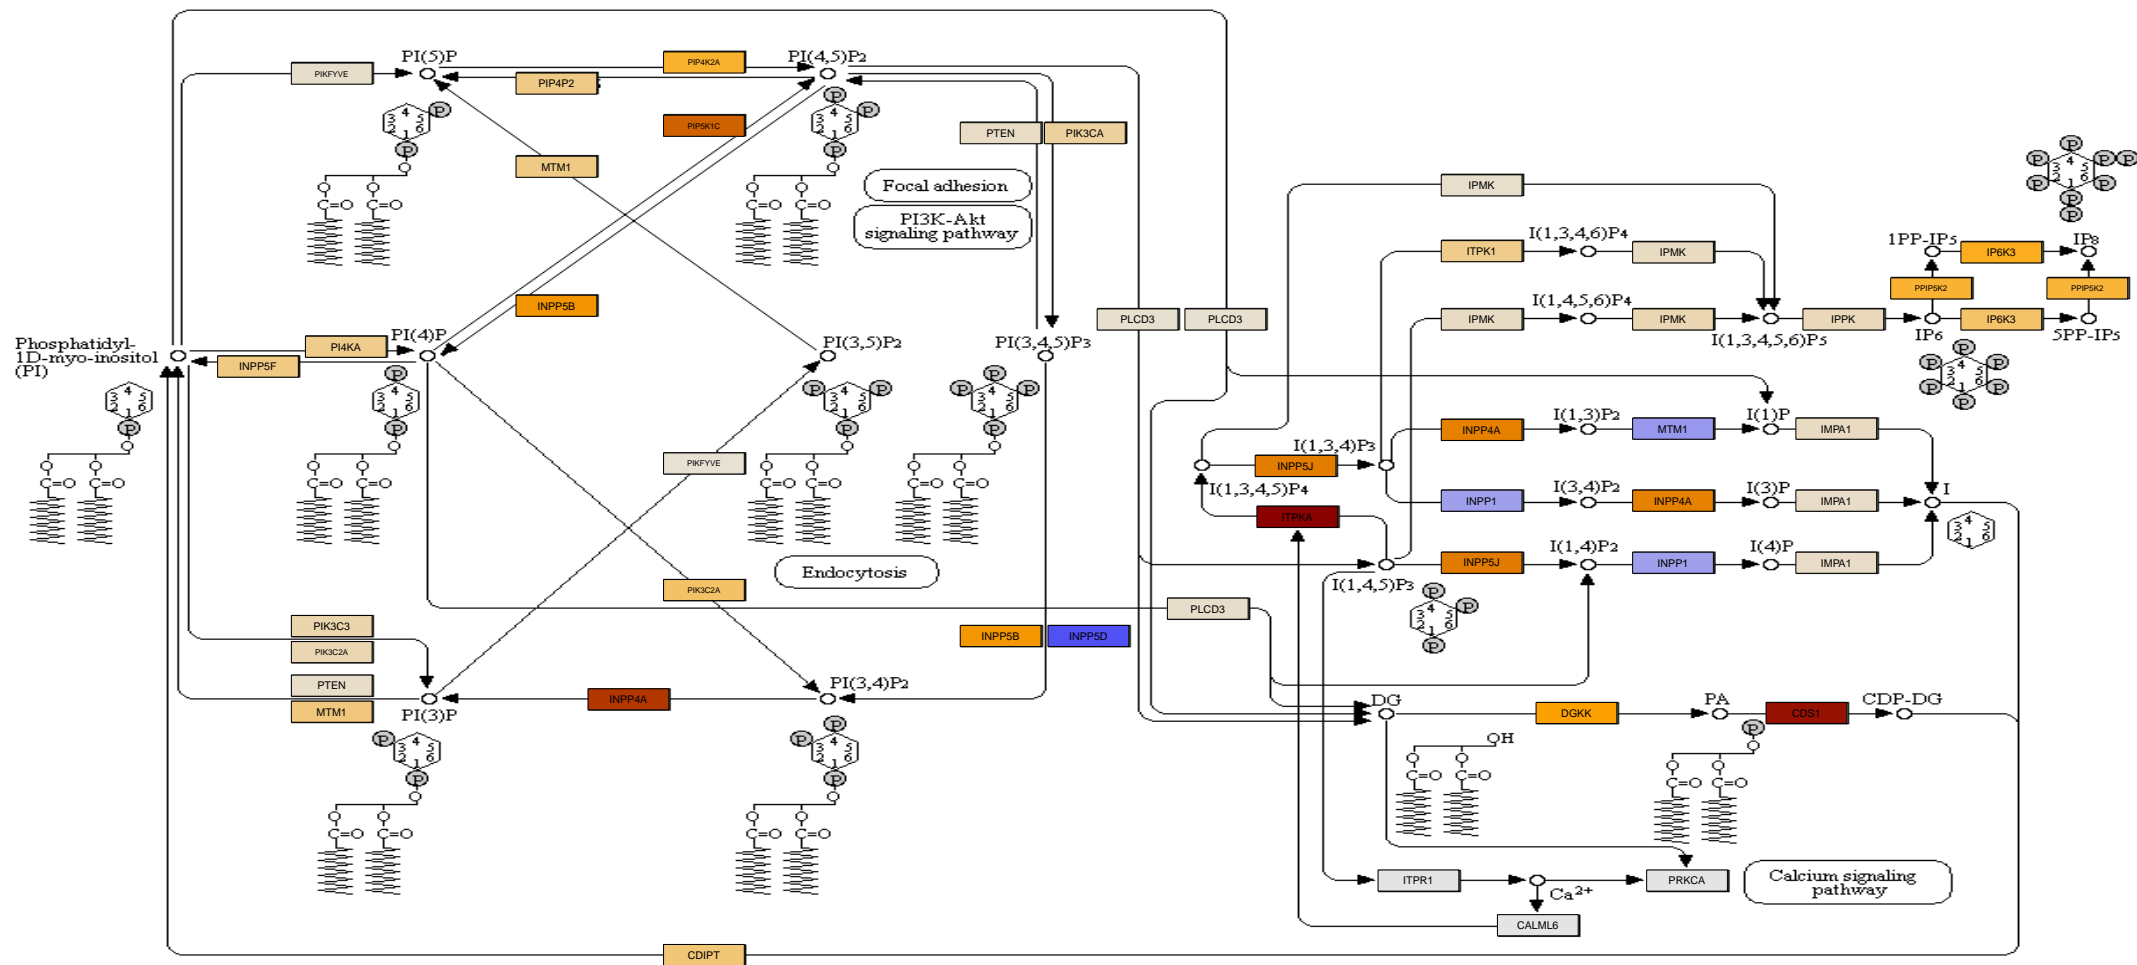 PI(5)P
PI(4,5)P2
PIKFYVE
PIP4K2A
PIP4P2
PIP5K1C
PTEN
PIK3CA
MTM1
Focal adhesion
PI3K-Akt
signaling pathway
IPMK
ITPK1
I(1,3,4,6)P4
IPMK
1PP-IP5
IP6K3
IP8
PPIP5K2
PPIP5K2
INPP5B
PLCD3
PLCD3
IPMK
I(1,4,5,6)P4
IPMK
I(1,3,4,5,6)P5
IPPK
IP6
IP6K3
5PP-IP5
Phosphatidyl-
1D-myo-inositol
(PI)
PI4KA
INPP5F
PI(4)P
PI(3,5)P2
PI(3,4,5)P3
INPP4A
I(1,3)P2
MTM1
I(1)P
IMPA1
PIKFYVE
I(1,3,4)P3
INPP5J
I(1,3,4,5)P4
INPP1
I(3,4)P2
INPP4A
I(3)P
IMPA1
I
ITPKA
I(1,4,5)P3
INPP5J
I(1,4)P2
INPP1
I(4)P
IMPA1
Endocytosis
PIK3C2A
PLCD3
PIK3C3
PIK3C2A
INPP5B
INPP5D
PTEN
MTM1
PI(3)P
INPP4A
PI(3,4)P2
DG
DGKK
PA
CDS1
CDP-DG
OH
ITPR1
Ca2+
PRKCA
Calcium signaling
pathway
CALML6
CDIPT